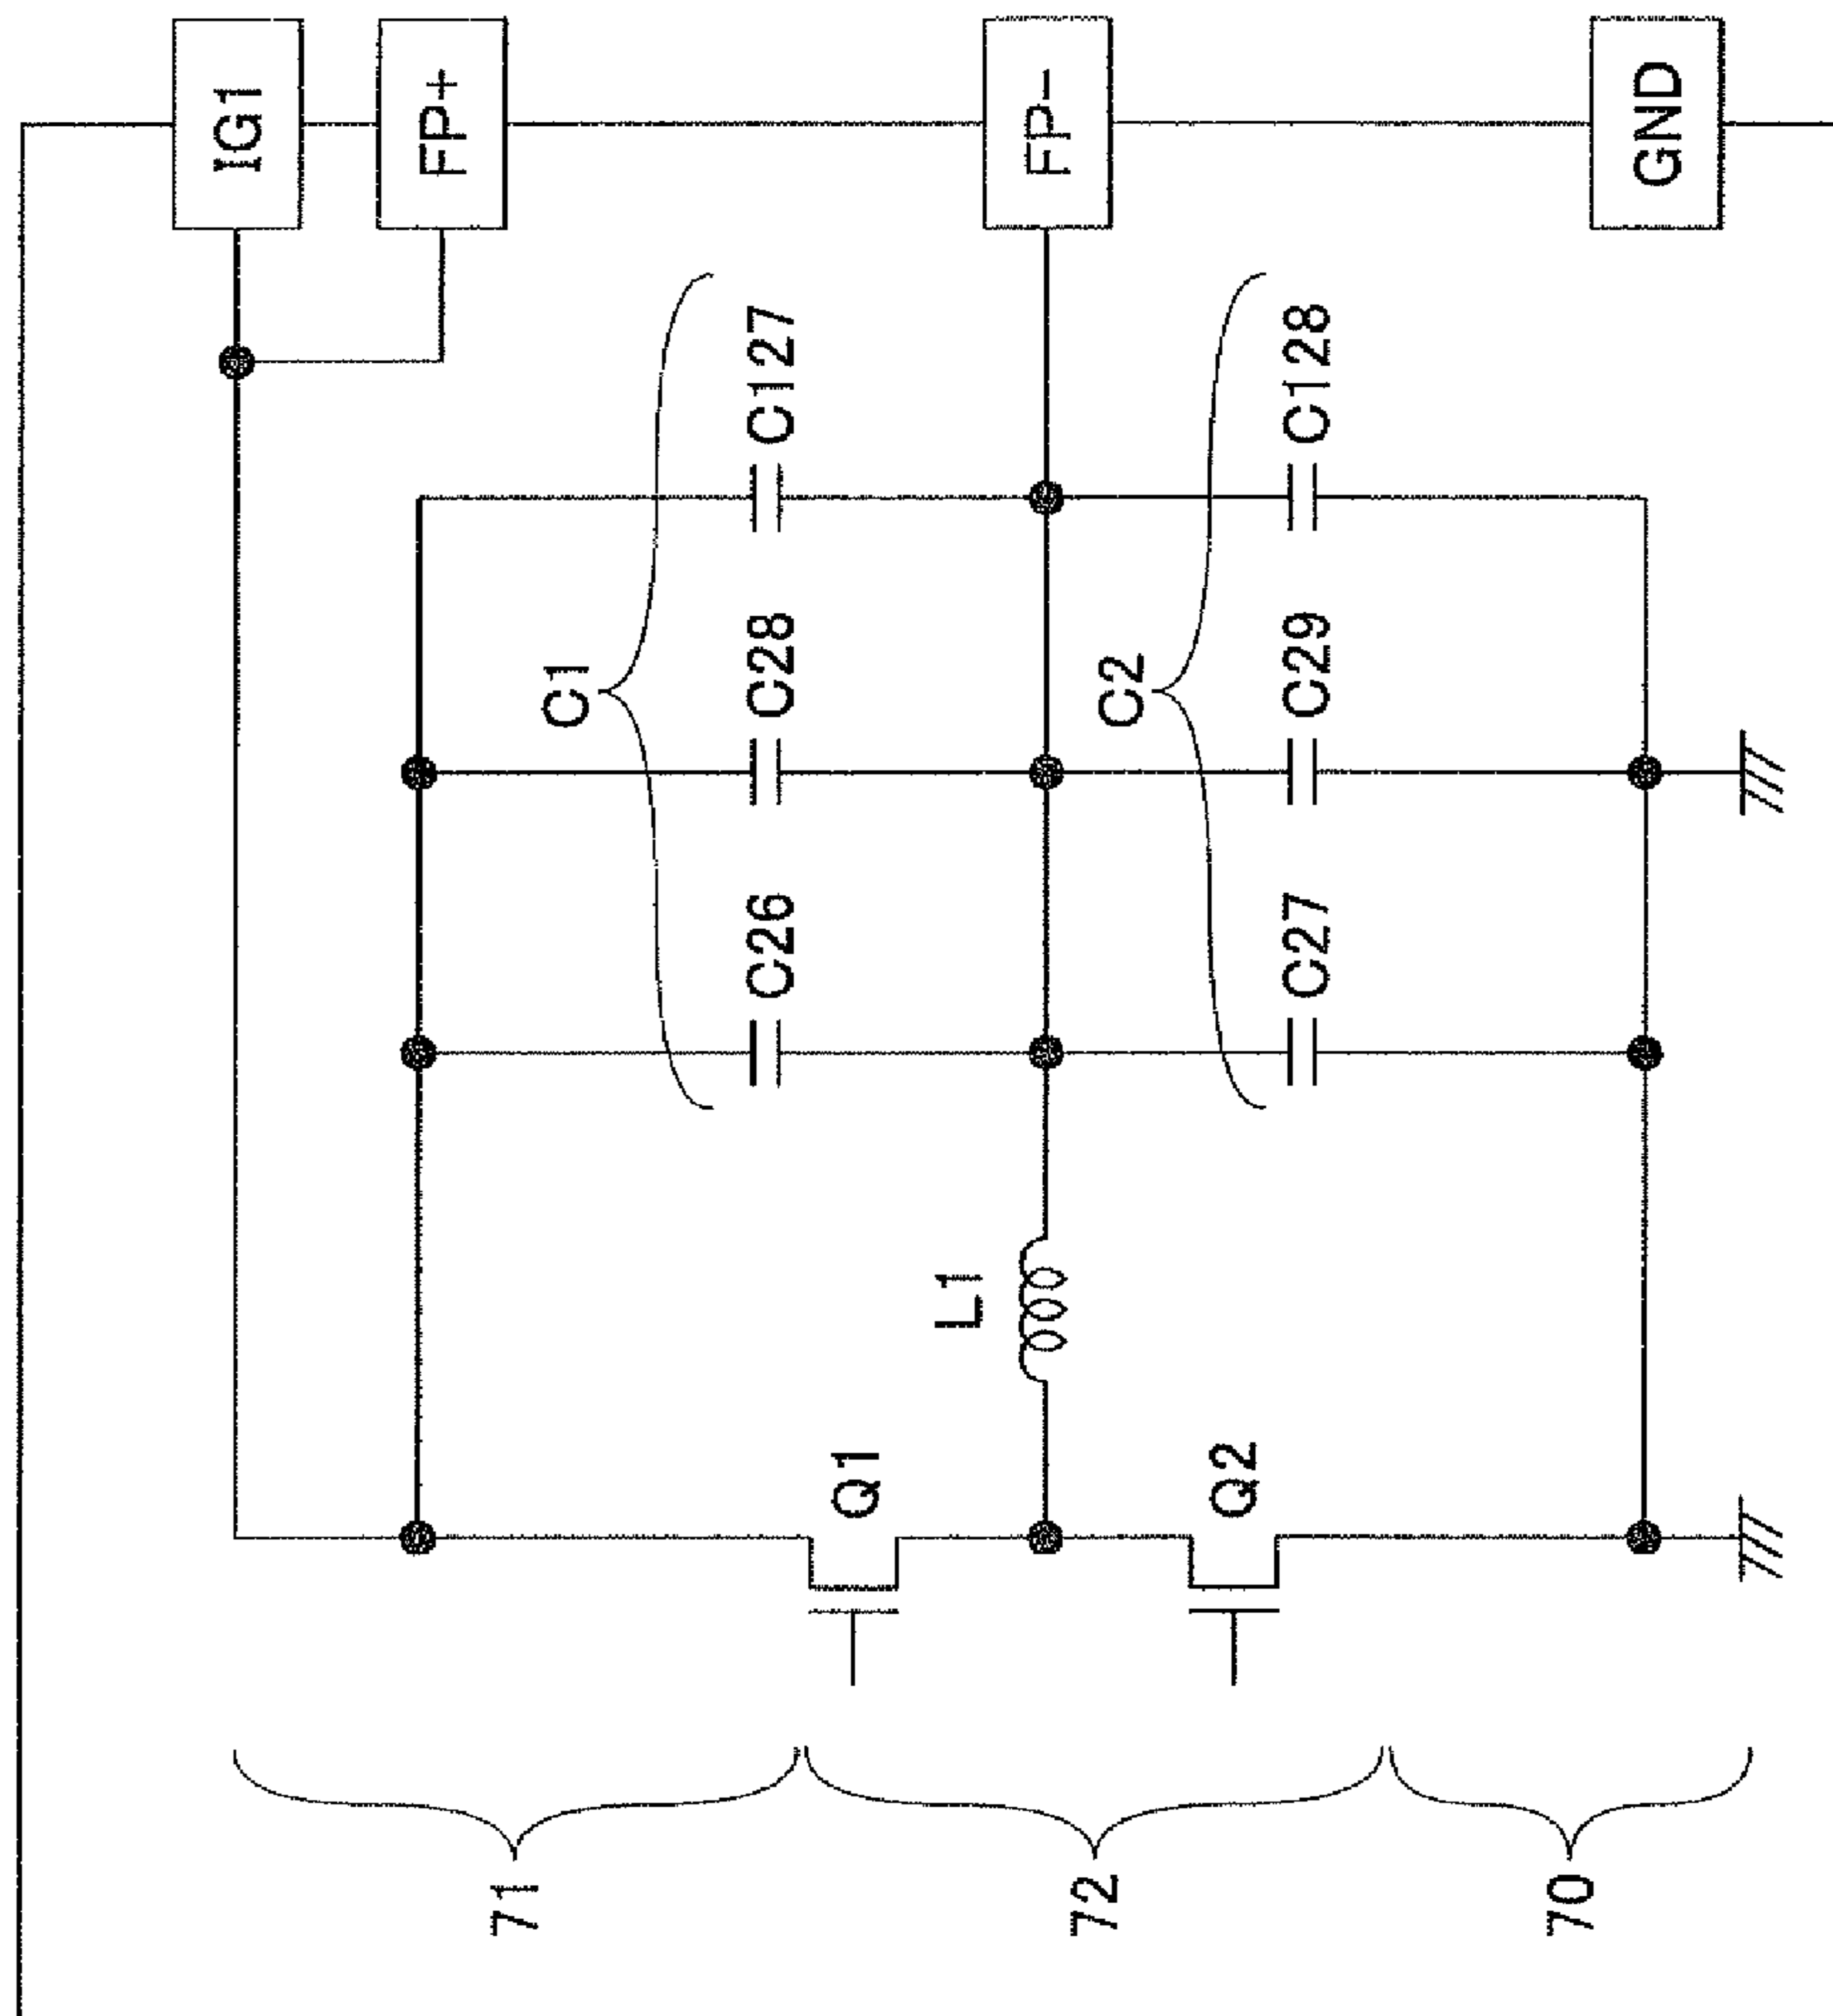 IG1
FP+
FP-
GND
C1
C127
C28
C26
C2
C128
C29
C27
L1
Q1
Q2
71
72
70